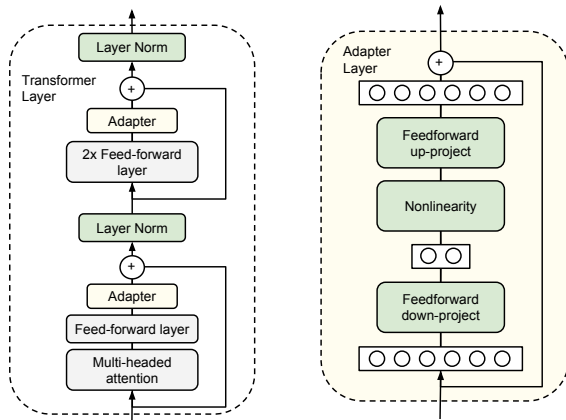 Layer Norm
Transformer
Layer
+
Adapter
2x Feed-forward
layer
Layer Norm
+
Adapter
Feed-forward layer
Multi-headed
attention
Adapter
Layer
+
Feedforward
up-project
Nonlinearity
Feedforward
down-project